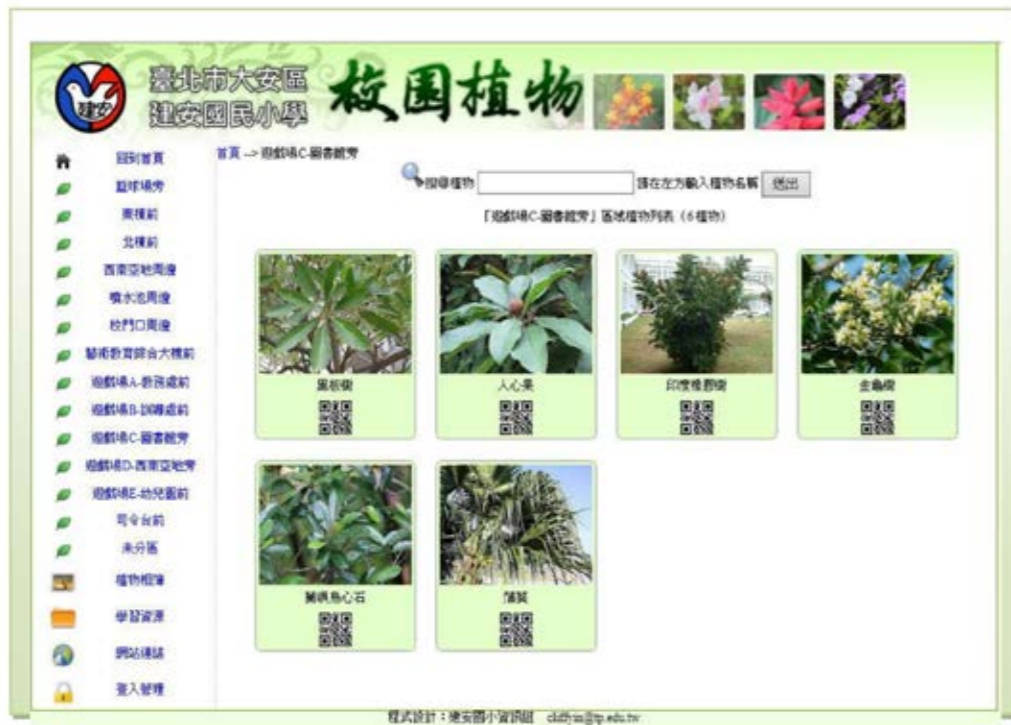 臺北市大安區
建安國民小學
校園植物
建安
回到首頁
籃球場旁
東棟前
北棟前
西南空地周邊
噴水池周邊
校門口周邊
藝術教育綜合大樓前
遊戲場A-教務處前
遊戲場B-訓導處前
遊戲場C-圖書館旁
遊戲場D-西南空地旁
遊戲場E-幼兒園前
司令台前
未分區
植物相簿
學習資源
網站連結
登入管理
首頁 --> 遊戲場C-圖書館旁
搜尋植物 請在左方輸入植物名稱 送出
「遊戲場C-圖書館旁」區域植物列表 (6植物)
黑板樹
人心果
印度橡膠樹
金龜樹
蘭嶼烏心石
蒲葵
程式設計：建安國小資訊組